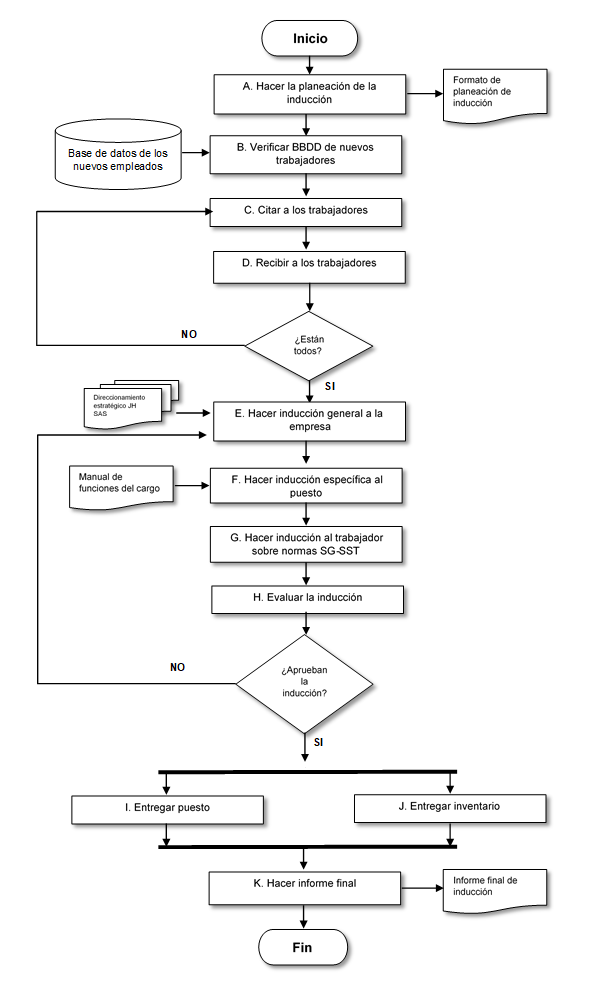 Inicio
A. Hacer la planeación de la
inducción
Formato de
planeación de
inducción
Base de datos de los
nuevos empleados
B. Verificar BBDD de nuevos
trabajadores
C. Citar a los trabajadores
D. Recibir a los trabajadores
¿Están
todos?
NO
SI
Direccionamiento
estratégico JH
SAS
E. Hacer inducción general a la
empresa
Manual de
funciones del cargo
F. Hacer inducción específica al
puesto
G. Hacer inducción al trabajador
sobre normas SG-SST
H. Evaluar la inducción
¿Aprueban
la
inducción?
NO
SI
I. Entregar puesto
J. Entregar inventario
K. Hacer informe final
Informe final de
inducción
Fin